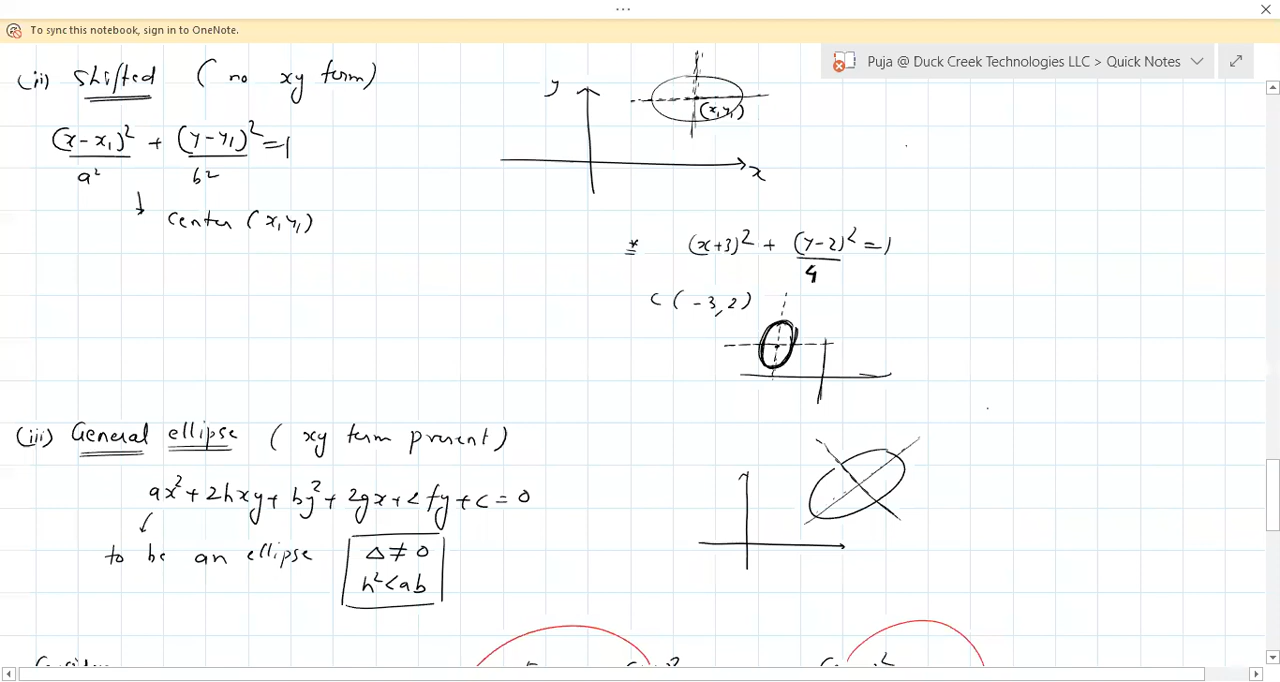 To sync this notebook, sign in to OneNote.
Puja @ Duck Creek Technologies LLC > Quick Notes
(ii) Shifted (no xy term)
y
(x₁,y₁)
x
(x-x₁)²/a² + (y-y₁)²/b² = 1
↓ center (x₁,y₁)
* (x+3)² + (y-2)²/4 = 1
C (-3,2)
(iii) General ellipse (xy term present)
ax² + 2hxy + by² + 2gx + 2fy + c = 0
to be an ellipse
Δ ≠ 0
h² < ab